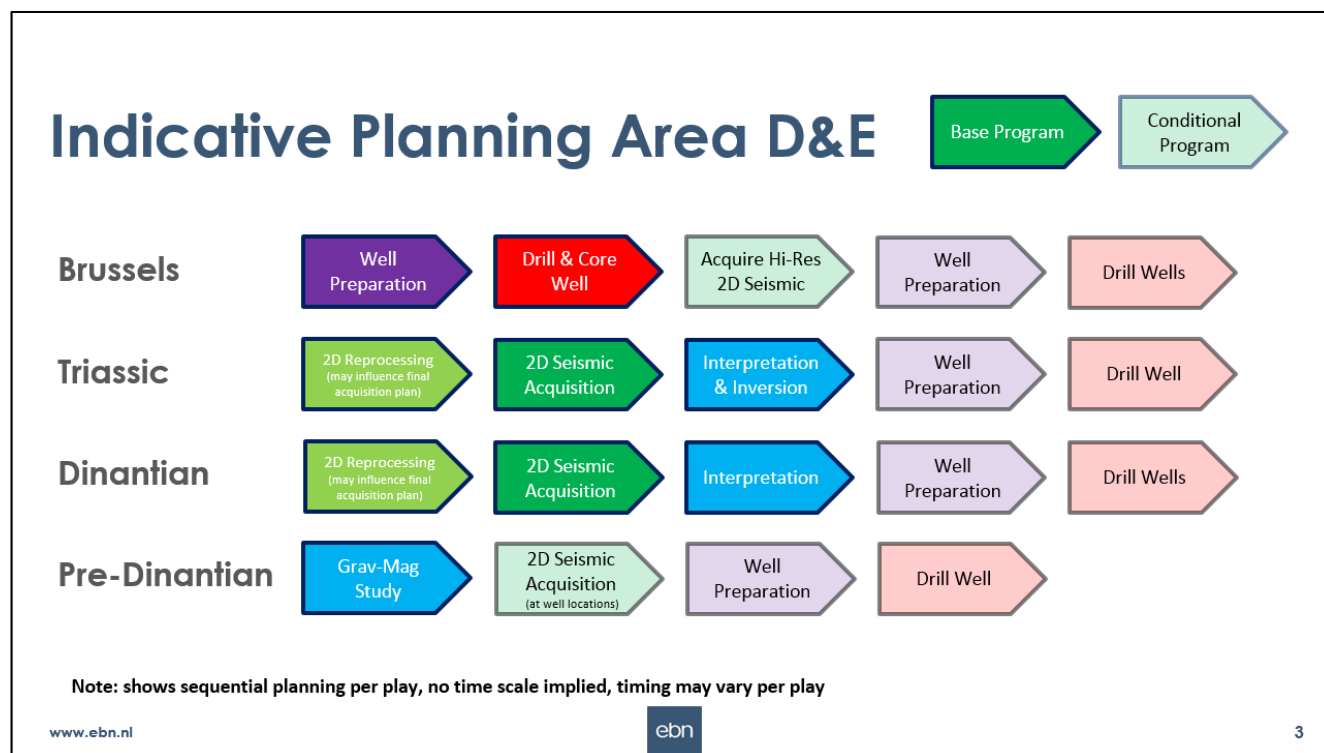 Indicative Planning Area D&E
Base Program
Conditional
Program
Brussels
Well
Preparation
Drill & Core
Well
Acquire Hi-Res
2D Seismic
Well
Preparation
Drill Wells
Triassic
2D Reprocessing
(may influence final
acquisition plan)
2D Seismic
Acquisition
Interpretation
& Inversion
Well
Preparation
Drill Well
Dinantian
2D Reprocessing
(may influence final
acquisition plan)
2D Seismic
Acquisition
Interpretation
Well
Preparation
Drill Wells
Pre-Dinantian
Grav-Mag
Study
2D Seismic
Acquisition
(at well locations)
Well
Preparation
Drill Well
Note: shows sequential planning per play, no time scale implied, timing may vary per play
www.ebn.nl
ebn
3